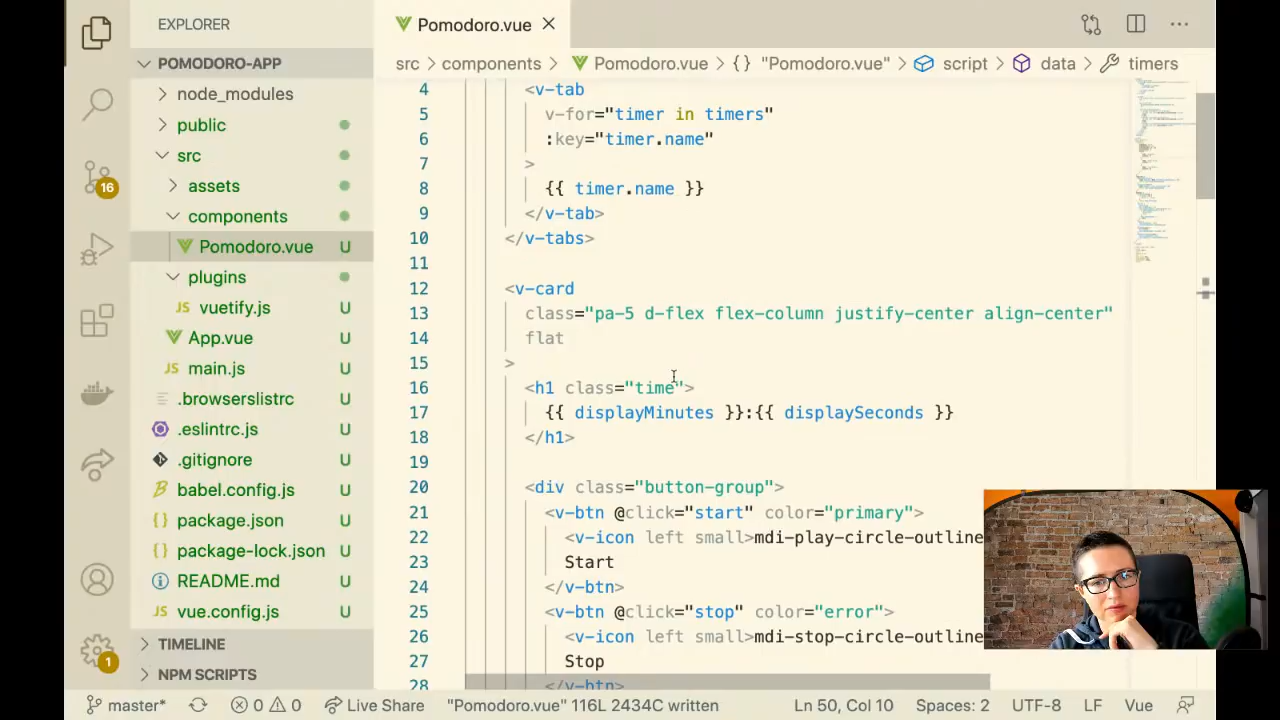 EXPLORER
POMODORO-APP
node_modules
public
src
assets
components
Pomodoro.vue U
plugins
JS vuetify.js U
App.vue U
JS main.js U
.browserslistrc U
.eslintrc.js U
.gitignore U
babel.config.js U
{} package.json U
{} package-lock.json U
README.md U
JS vue.config.js U
TIMELINE
NPM SCRIPTS
16
1
Pomodoro.vue
src > components > Pomodoro.vue > {} "Pomodoro.vue" > script > data > timers
4 <v-tab
5 v-for="timer in timers"
6 :key="timer.name"
7 >
8 {{ timer.name }}
9 </v-tab>
10 </v-tabs>
11
12 <v-card
13 class="pa-5 d-flex flex-column justify-center align-center"
14 flat
15 >
16 <h1 class="time">
17 {{ displayMinutes }}:{{ displaySeconds }}
18 </h1>
19
20 <div class="button-group">
21 <v-btn @click="start" color="primary">
22 <v-icon left small>mdi-play-circle-outline
23 Start
24 </v-btn>
25 <v-btn @click="stop" color="error">
26 <v-icon left small>mdi-stop-circle-outline
27 Stop
28 </v-btn>
master* 0 0 Live Share "Pomodoro.vue" 116L 2434C written Ln 50, Col 10 Spaces: 2 UTF-8 LF Vue